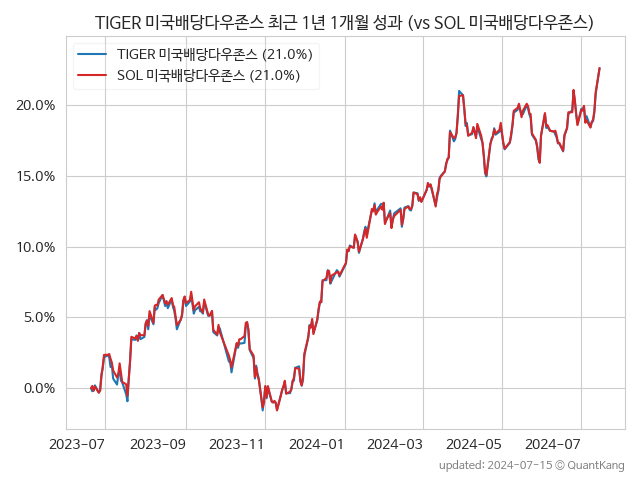 TIGER 미국배당다우존스 최근 1년 1개월 성과 (vs SOL 미국배당다우존스)
TIGER 미국배당다우존스 (21.0%)
SOL 미국배당다우존스 (21.0%)
20.0%
15.0%
10.0%
5.0%
0.0%
2023-07 2023-09 2023-11 2024-01 2024-03 2024-05 2024-07
updated: 2024-07-15 © QuantKang